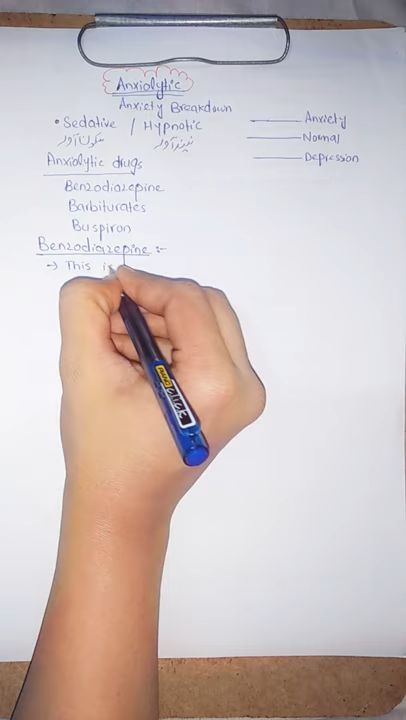 Anxiolytic
Anxiety Breakdown
• Sedative / Hypnotic
سکون آور نیند آور
Anxiety
Normal
Depression
Anxiolytic drugs
Benzodiazepine
Barbiturates
Buspiron
Benzodiazepine :-
→ This is
click